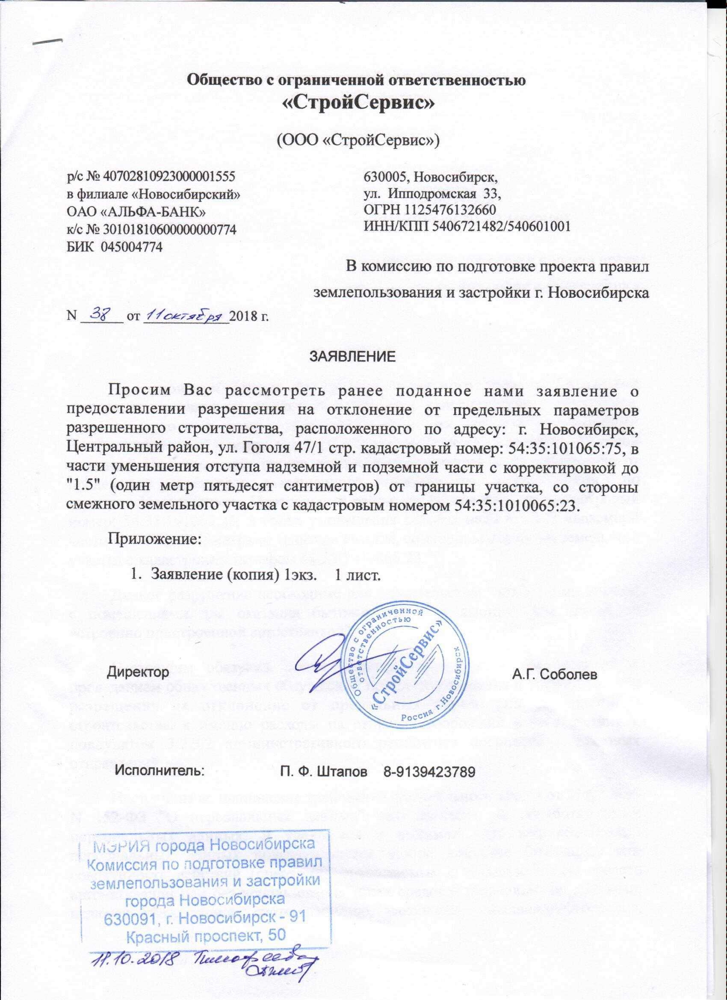 Общество с ограниченной ответственностью
«СтройСервис»
(ООО «СтройСервис»)
р/с № 40702810923000001555
в филиале «Новосибирский»
ОАО «АЛЬФА-БАНК»
к/с № 30101810600000000774
БИК 045004774
630005, Новосибирск,
ул. Ипподромская 33,
ОГРН 1125476132660
ИНН/КПП 5406721482/540601001
В комиссию по подготовке проекта правил
землепользования и застройки г. Новосибирска
N 38 от 11 октября 2018 г.
ЗАЯВЛЕНИЕ
Просим Вас рассмотреть ранее поданное нами заявление о
предоставлении разрешения на отклонение от предельных параметров
разрешенного строительства, расположенного по адресу: г. Новосибирск,
Центральный район, ул. Гоголя 47/1 стр. кадастровый номер: 54:35:101065:75, в
части уменьшения отступа надземной и подземной части с корректировкой до
"1.5" (один метр пятьдесят сантиметров) от границы участка, со стороны
смежного земельного участка с кадастровым номером 54:35:1010065:23.
Приложение:
1. Заявление (копия) 1экз. 1 лист.
Директор
Общество с ограниченной
ответственностью
«СтройСервис»
Россия г.Новосибирск
А.Г. Соболев
Исполнитель: П. Ф. Штапов 8-9139423789
МЭРИЯ города Новосибирска
Комиссия по подготовке правил
землепользования и застройки
города Новосибирска
630091, г. Новосибирск - 91
Красный проспект, 50
11.10.2018 Тимофеева